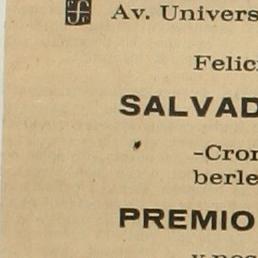 Av. Univers
Felic
SALVAD
-Cron
berle
PREMIO